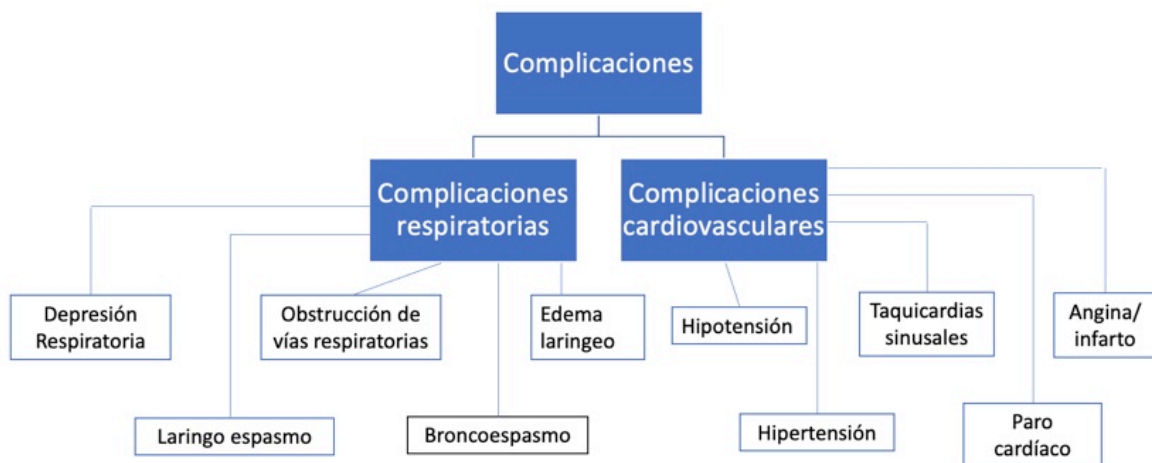 Complicaciones
Complicaciones
respiratorias
Complicaciones
cardiovasculares
Depresión
Respiratoria
Obstrucción de
vías respiratorias
Edema
laringeo
Hipotensión
Taquicardias
sinusales
Angina/
infarto
Laringo espasmo
Broncoespasmo
Hipertensión
Paro
cardíaco